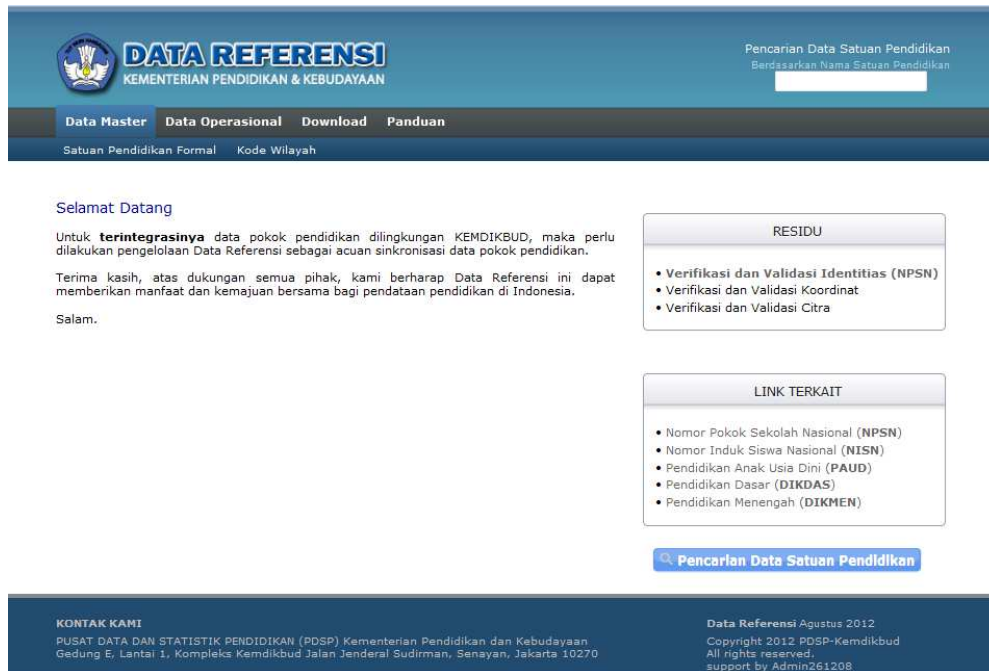 DATA REFERENSI
KEMENTERIAN PENDIDIKAN & KEBUDAYAAN
Pencarian Data Satuan Pendidikan
Berdasarkan Nama Satuan Pendidikan
Data Master Data Operasional Download Panduan
Satuan Pendidikan Formal Kode Wilayah
Selamat Datang
Untuk terintegrasinya data pokok pendidikan dilingkungan KEMDIKBUD, maka perlu
dilakukan pengelolaan Data Referensi sebagai acuan sinkronisasi data pokok pendidikan.
Terima kasih, atas dukungan semua pihak, kami berharap Data Referensi ini dapat
memberikan manfaat dan kemajuan bersama bagi pendataan pendidikan di Indonesia.
Salam.
RESIDU
• Verifikasi dan Validasi Identitias (NPSN)
• Verifikasi dan Validasi Koordinat
• Verifikasi dan Validasi Citra
LINK TERKAIT
• Nomor Pokok Sekolah Nasional (NPSN)
• Nomor Induk Siswa Nasional (NISN)
• Pendidikan Anak Usia Dini (PAUD)
• Pendidikan Dasar (DIKDAS)
• Pendidikan Menengah (DIKMEN)
Pencarian Data Satuan Pendidikan
KONTAK KAMI
PUSAT DATA DAN STATISTIK PENDIDIKAN (PDSP) Kementerian Pendidikan dan Kebudayaan
Gedung E, Lantai 1, Kompleks Kemdikbud Jalan Jenderal Sudirman, Senayan, Jakarta 10270
Data Referensi Agustus 2012
Copyright 2012 PDSP-Kemdikbud
All rights reserved.
support by Admin261208